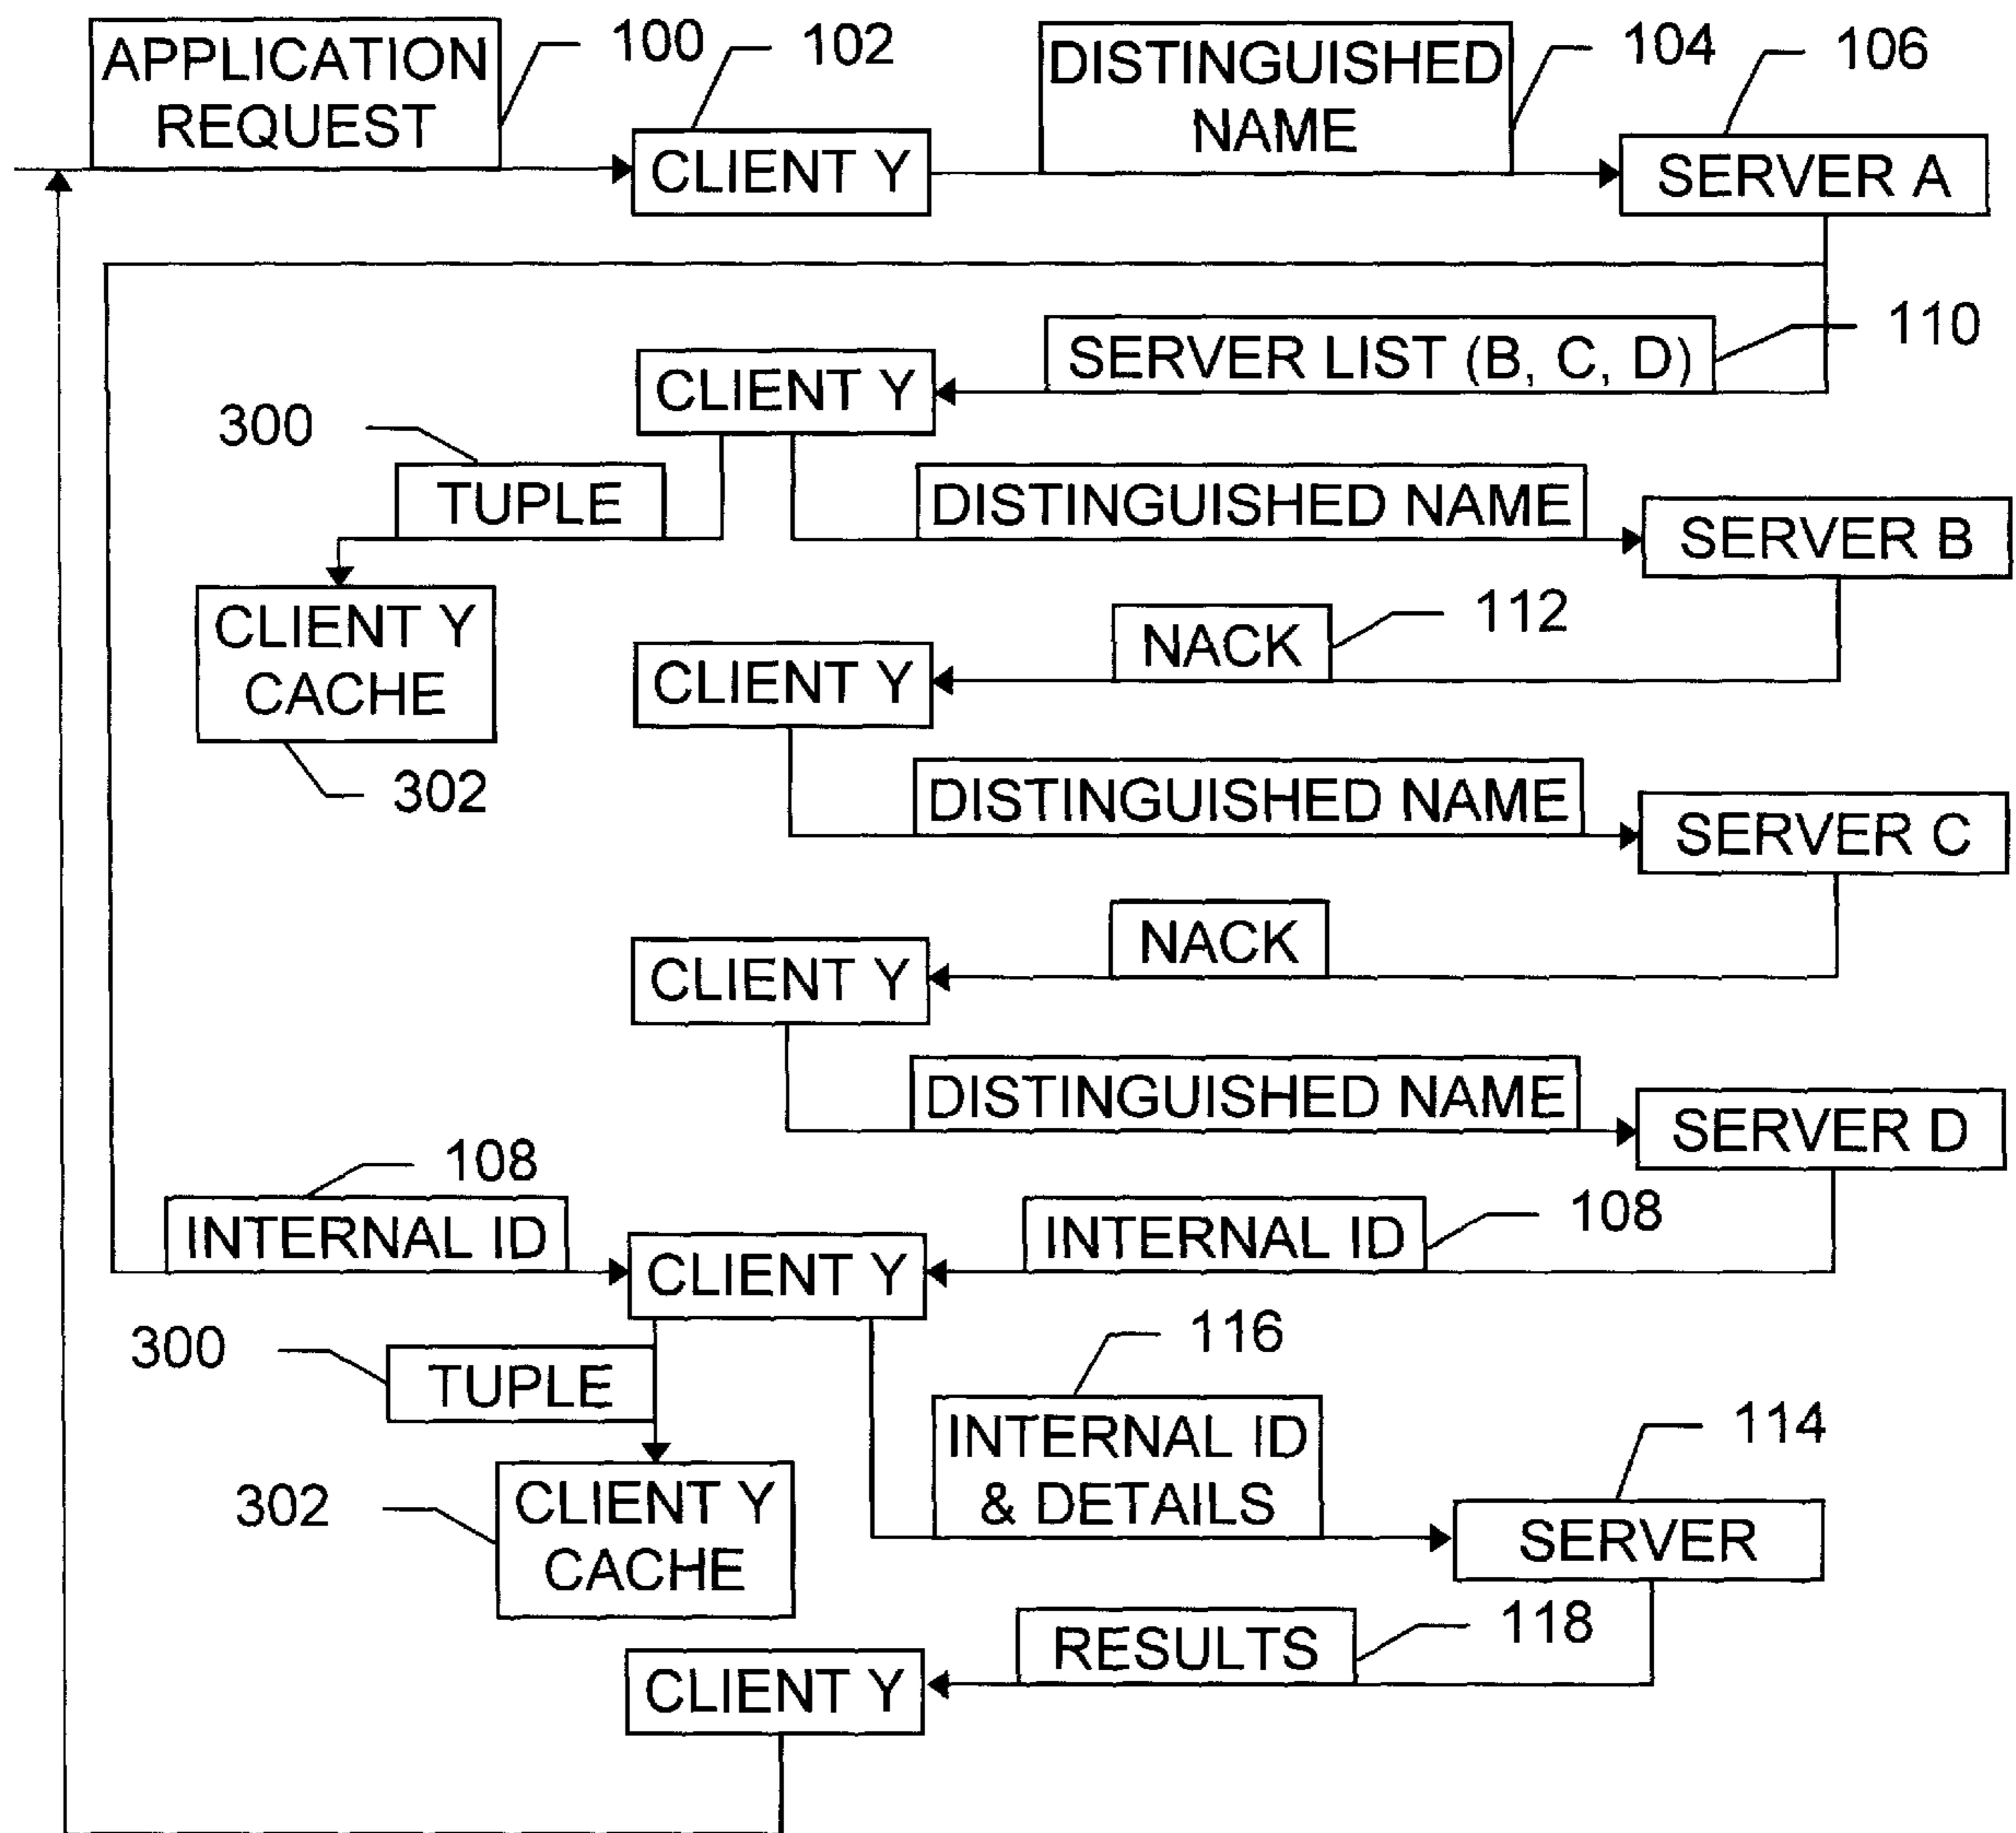 APPLICATION
REQUEST
100
102
DISTINGUISHED
NAME
104
106
CLIENT Y
SERVER A
SERVER LIST (B, C, D)
110
CLIENT Y
300
TUPLE
DISTINGUISHED NAME
SERVER B
CLIENT Y
CACHE
302
NACK
112
CLIENT Y
DISTINGUISHED NAME
SERVER C
NACK
CLIENT Y
DISTINGUISHED NAME
SERVER D
108
INTERNAL ID
CLIENT Y
INTERNAL ID
108
300
TUPLE
116
INTERNAL ID
& DETAILS
114
SERVER
302
CLIENT Y
CACHE
RESULTS
118
CLIENT Y